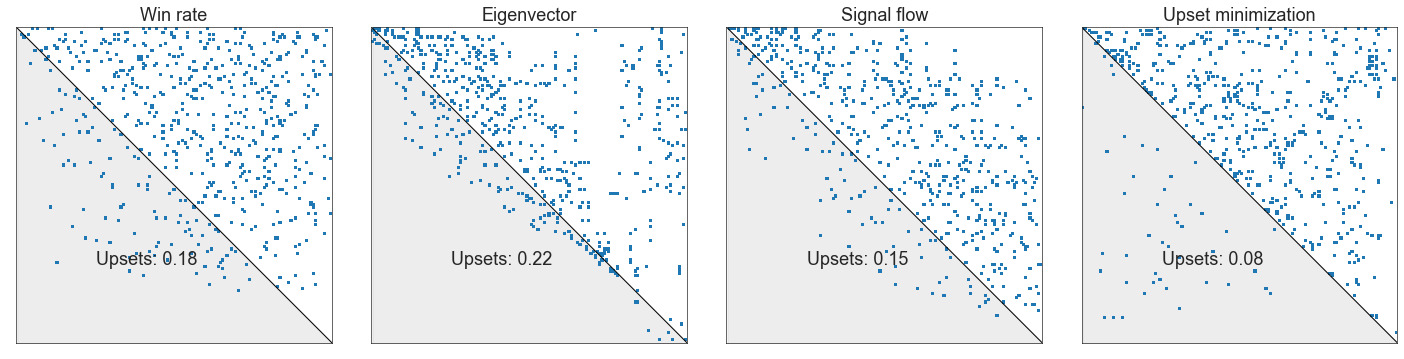 Win rate
Eigenvector
Signal flow
Upset minimization
Upsets: 0.18
Upsets: 0.22
Upsets: 0.15
Upsets: 0.08